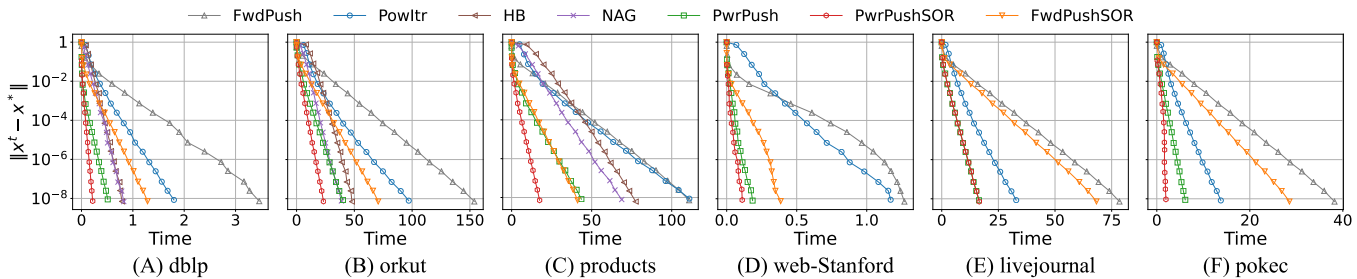 FwdPush PowItr HB NAG PwrPush PwrPushSOR FwdPushSOR
1
10⁻²
10⁻⁴
10⁻⁶
10⁻⁸
‖xᵗ − x*‖
0 1 2 3
Time
(A) dblp
0 50 100 150
Time
(B) orkut
0 50 100
Time
(C) products
0.0 0.5 1.0
Time
(D) web-Stanford
0 25 50 75
Time
(E) livejournal
0 20 40
Time
(F) pokec